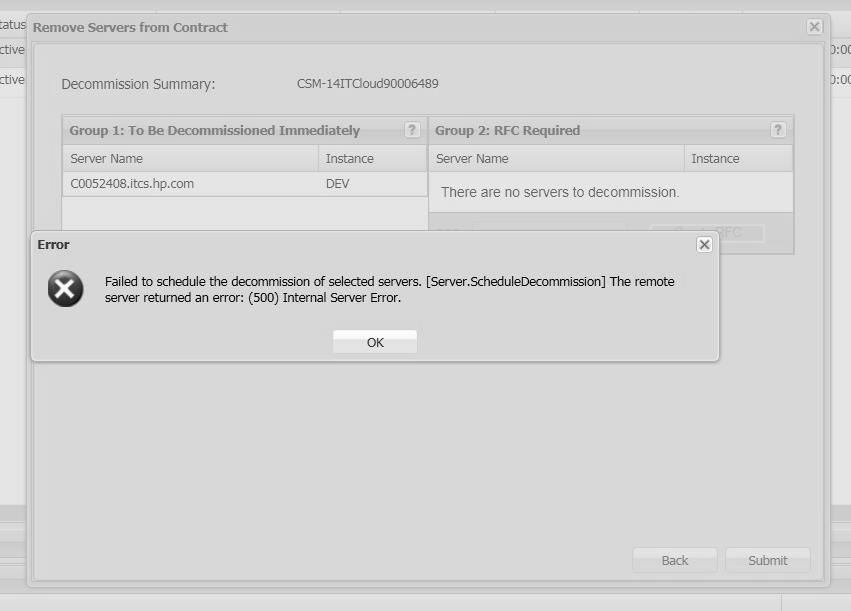 tatus
Remove Servers from Contract
ctive
0:00
ctive
0:00
Decommission Summary: CSM-14ITCloud90006489
Group 1: To Be Decommissioned Immediately ? Group 2: RFC Required ?
Server Name Instance Server Name Instance
C0052408.itcs.hp.com DEV There are no servers to decommission.
RFC
Error
Failed to schedule the decommission of selected servers. [Server.ScheduleDecommission] The remote
server returned an error: (500) Internal Server Error.
OK
Back Submit